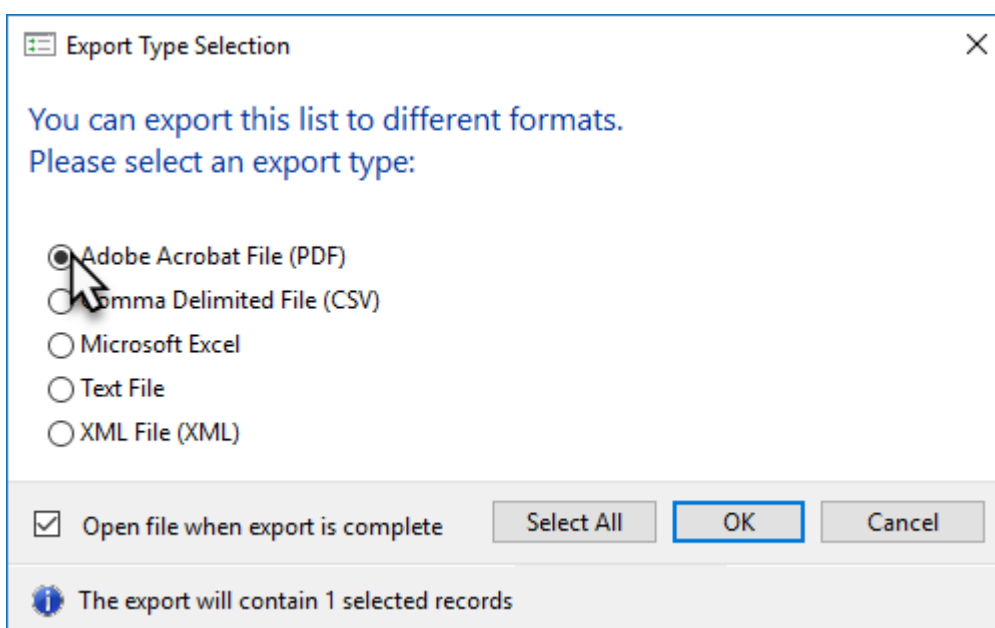 Export Type Selection
You can export this list to different formats.
Please select an export type:
Adobe Acrobat File (PDF)
Comma Delimited File (CSV)
Microsoft Excel
Text File
XML File (XML)
Open file when export is complete
Select All
OK
Cancel
The export will contain 1 selected records